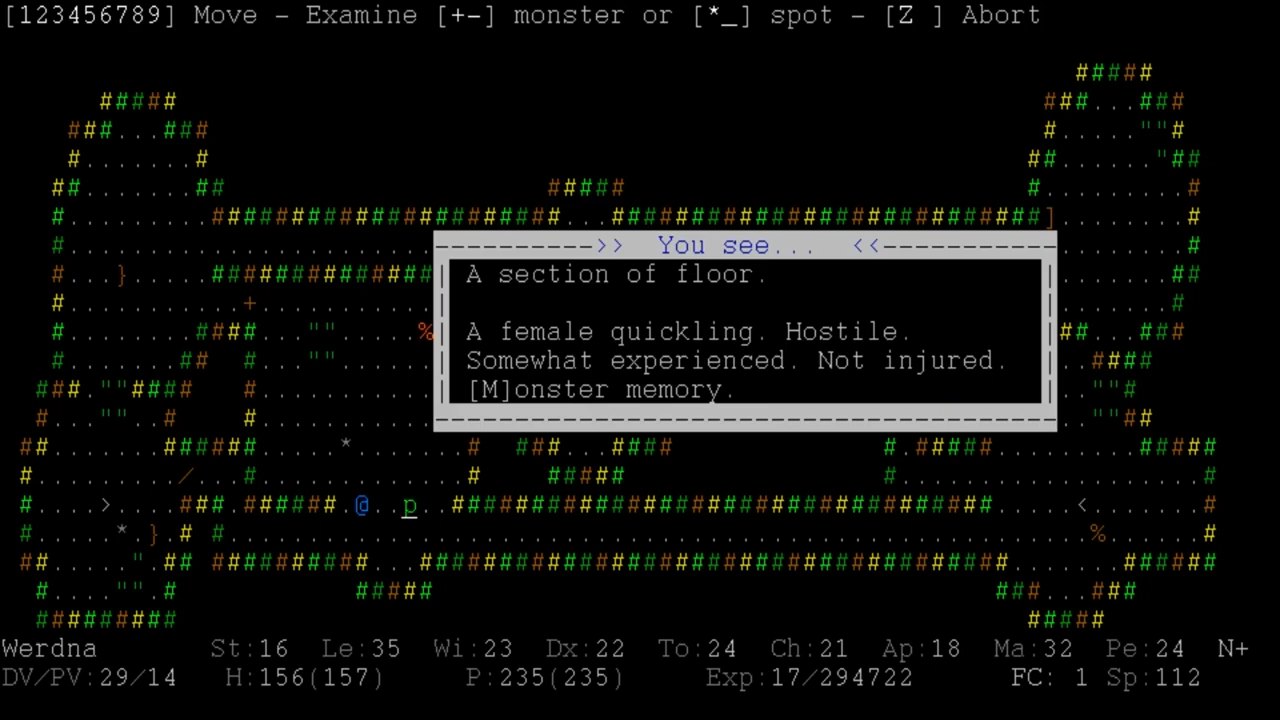 [123456789] Move - Examine [+-] monster or [*_] spot - [Z ] Abort
>> You see... <<
A section of floor.
A female quickling. Hostile.
Somewhat experienced. Not injured.
[M]onster memory.
Werdna St:16 Le:35 Wi:23 Dx:22 To:24 Ch:21 Ap:18 Ma:32 Pe:24 N+
DV/PV:29/14 H:156(157) P:235(235) Exp:17/294722 FC: 1 Sp:112